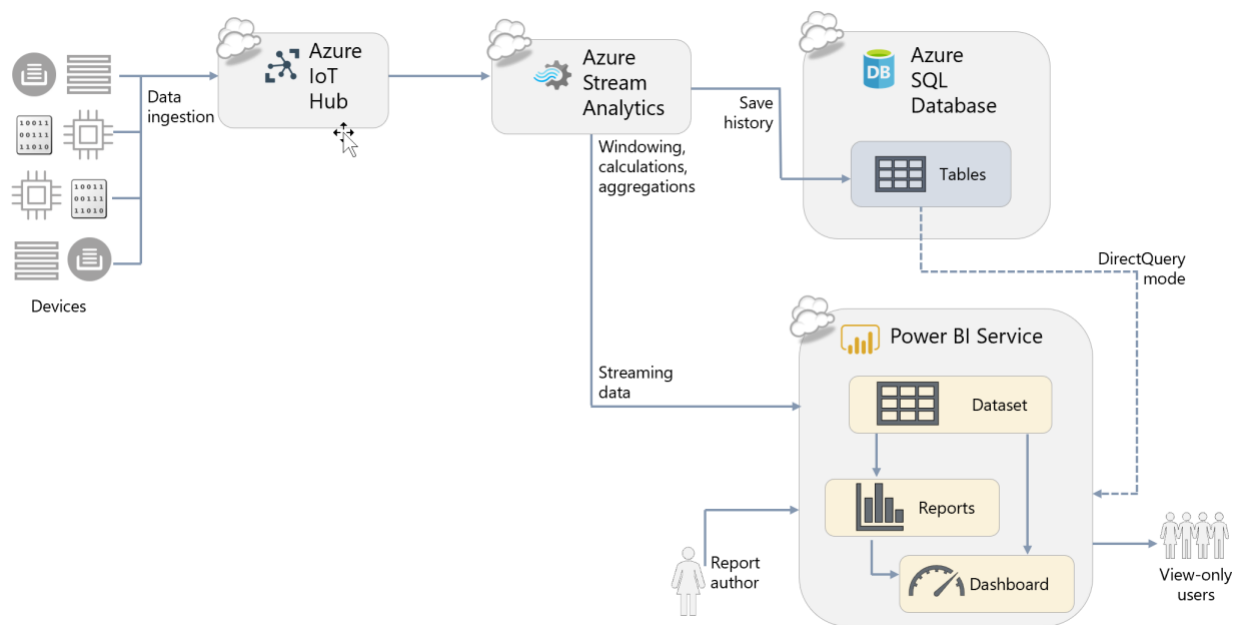 Azure
IoT
Hub
Azure
Stream
Analytics
Azure
SQL
Database
Data
ingestion
Save
history
10011
00111
11010
Windowing,
calculations,
aggregations
Tables
10011
00111
11010
DirectQuery
mode
Devices
Power BI Service
Streaming
data
Dataset
Reports
Report
author
Dashboard
View-only
users
DB